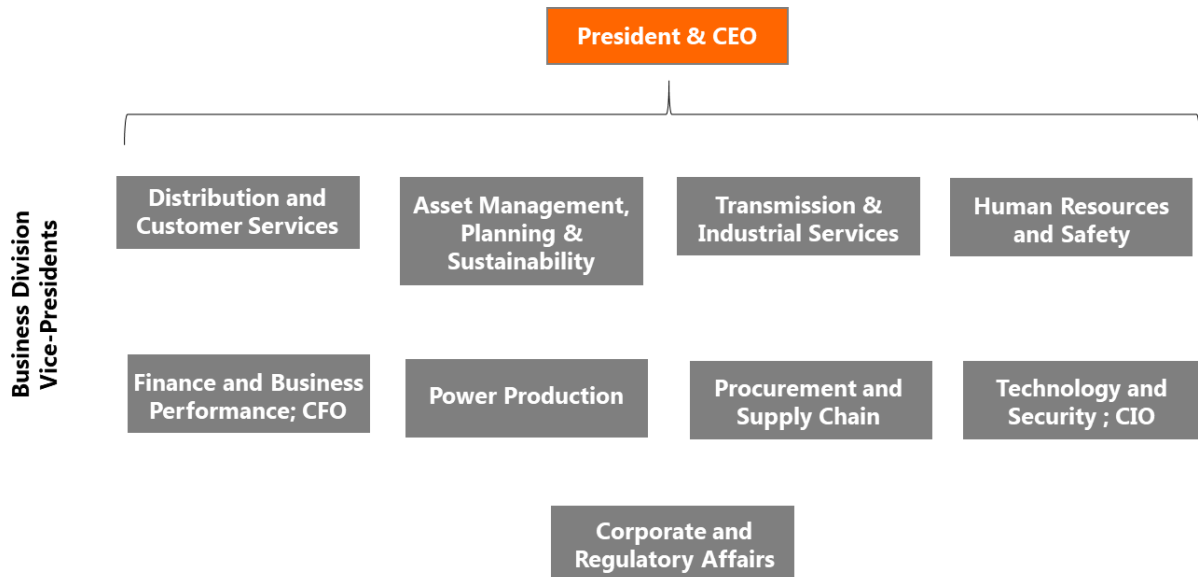 President & CEO
Business Division
Vice-Presidents
Distribution and
Customer Services
Asset Management,
Planning &
Sustainability
Transmission &
Industrial Services
Human Resources
and Safety
Finance and Business
Performance; CFO
Power Production
Procurement and
Supply Chain
Technology and
Security ; CIO
Corporate and
Regulatory Affairs